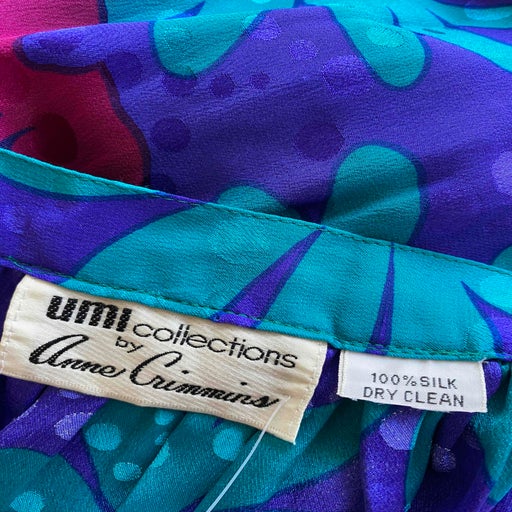 umi collections
by
Anne Crimmins
100% SILK
DRY CLEAN